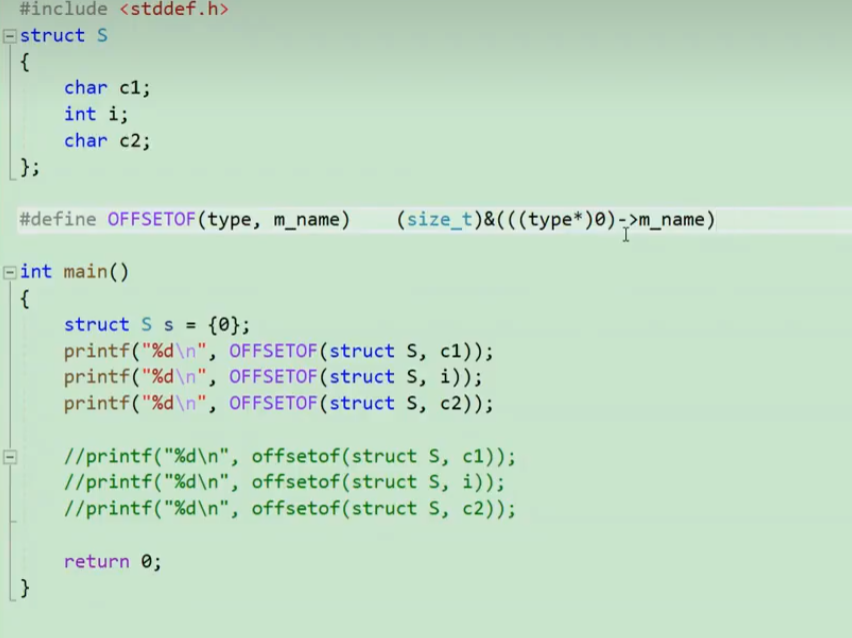 #include <stddef.h>
struct S
{
    char c1;
    int i;
    char c2;
};
#define OFFSETOF(type, m_name)    (size_t)&(((type*)0)->m_name)
int main()
{
    struct S s = {0};
    printf("%d\n", OFFSETOF(struct S, c1));
    printf("%d\n", OFFSETOF(struct S, i));
    printf("%d\n", OFFSETOF(struct S, c2));
    //printf("%d\n", offsetof(struct S, c1));
    //printf("%d\n", offsetof(struct S, i));
    //printf("%d\n", offsetof(struct S, c2));
    return 0;
}